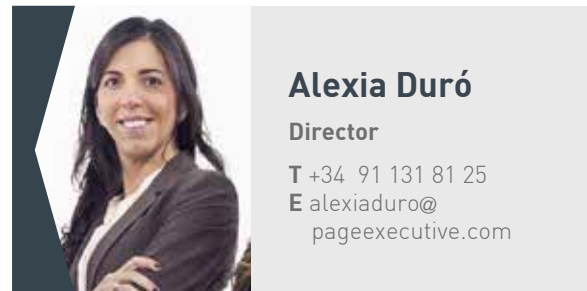 Alexia Duró
Director
T +34 91 131 81 25
E alexiaduro@
pageexecutive.com